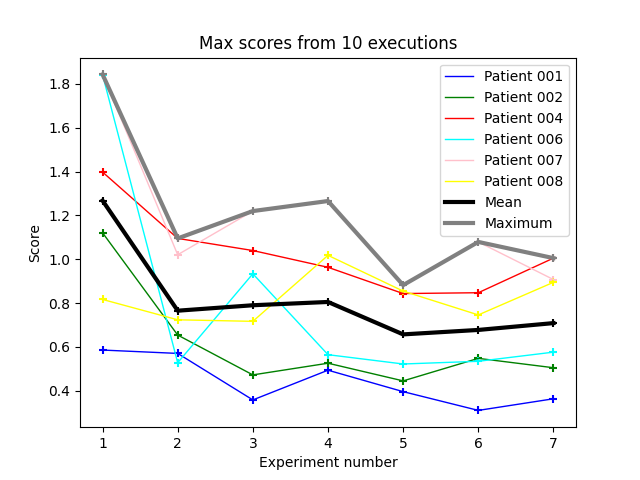 Max scores from 10 executions
Patient 001
Patient 002
Patient 004
Patient 006
Patient 007
Patient 008
Mean
Maximum
Score
1.8
1.6
1.4
1.2
1.0
0.8
0.6
0.4
1 2 3 4 5 6 7
Experiment number